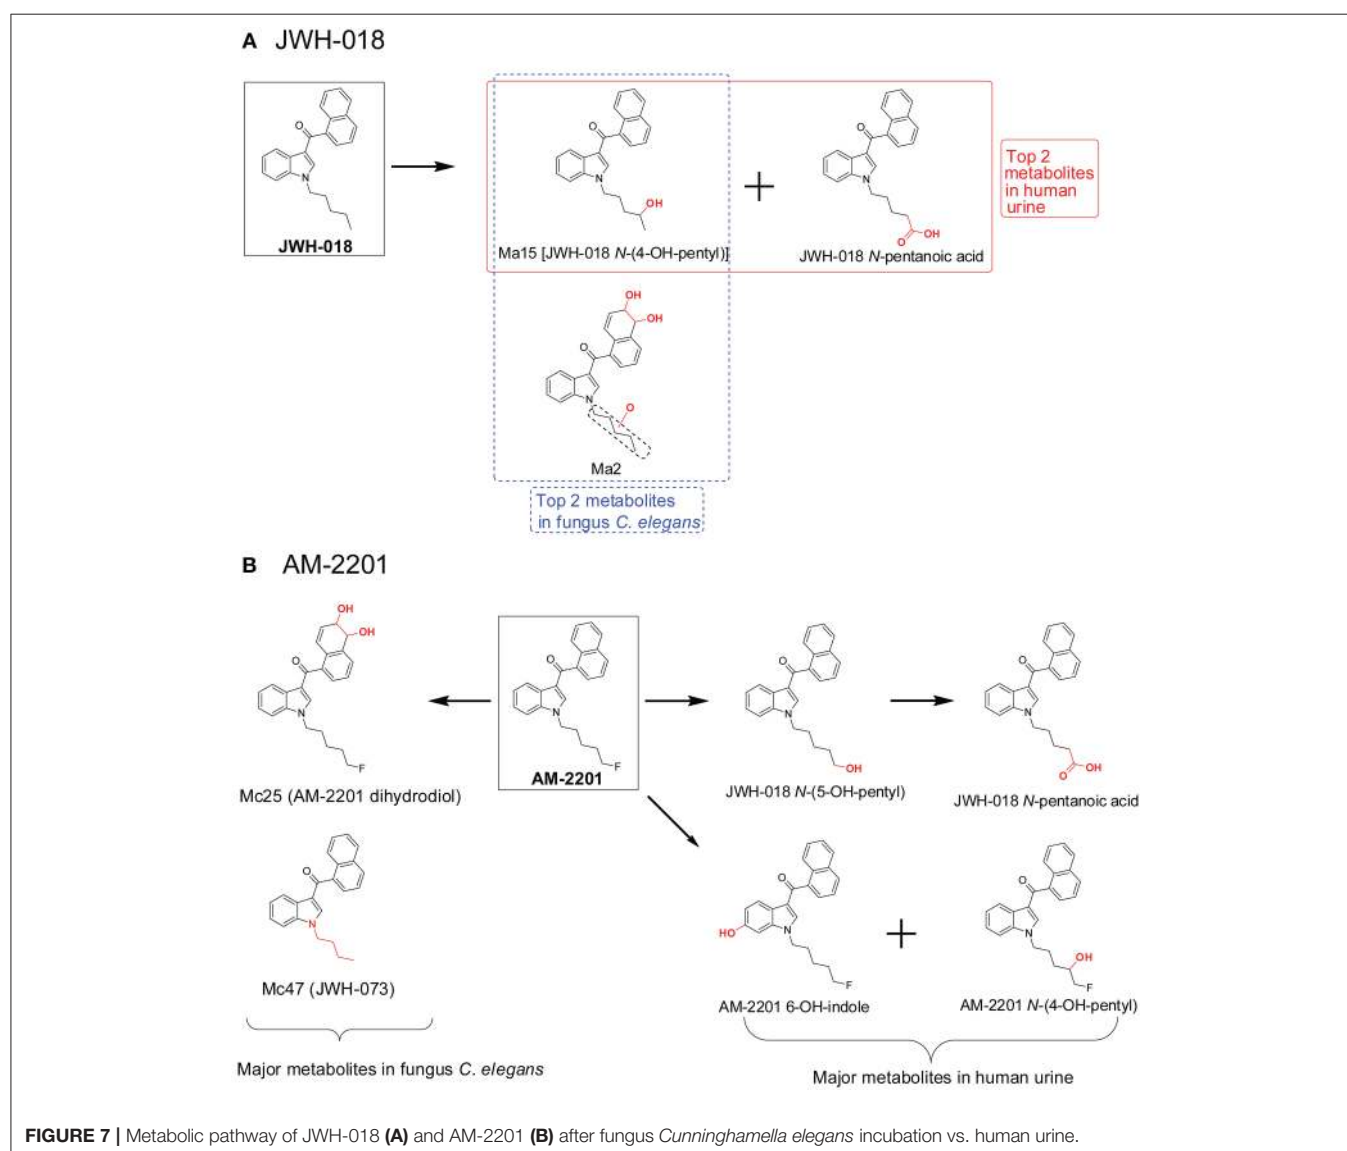 A JWH-018
O
N
JWH-018
O
N
OH
Ma15 [JWH-018 N-(4-OH-pentyl)]
+
O
N
O
OH
JWH-018 N-pentanoic acid
Top 2
metabolites
in human
urine
OH
OH
O
N
O
Ma2
Top 2 metabolites
in fungus C. elegans
B AM-2201
OH
OH
O
N
F
Mc25 (AM-2201 dihydrodiol)
O
N
F
AM-2201
O
N
OH
JWH-018 N-(5-OH-pentyl)
O
N
O
OH
JWH-018 N-pentanoic acid
O
N
Mc47 (JWH-073)
O
HO
N
F
AM-2201 6-OH-indole
+
O
N
OH
F
AM-2201 N-(4-OH-pentyl)
Major metabolites in fungus C. elegans
Major metabolites in human urine
FIGURE 7 | Metabolic pathway of JWH-018 (A) and AM-2201 (B) after fungus Cunninghamella elegans incubation vs. human urine.